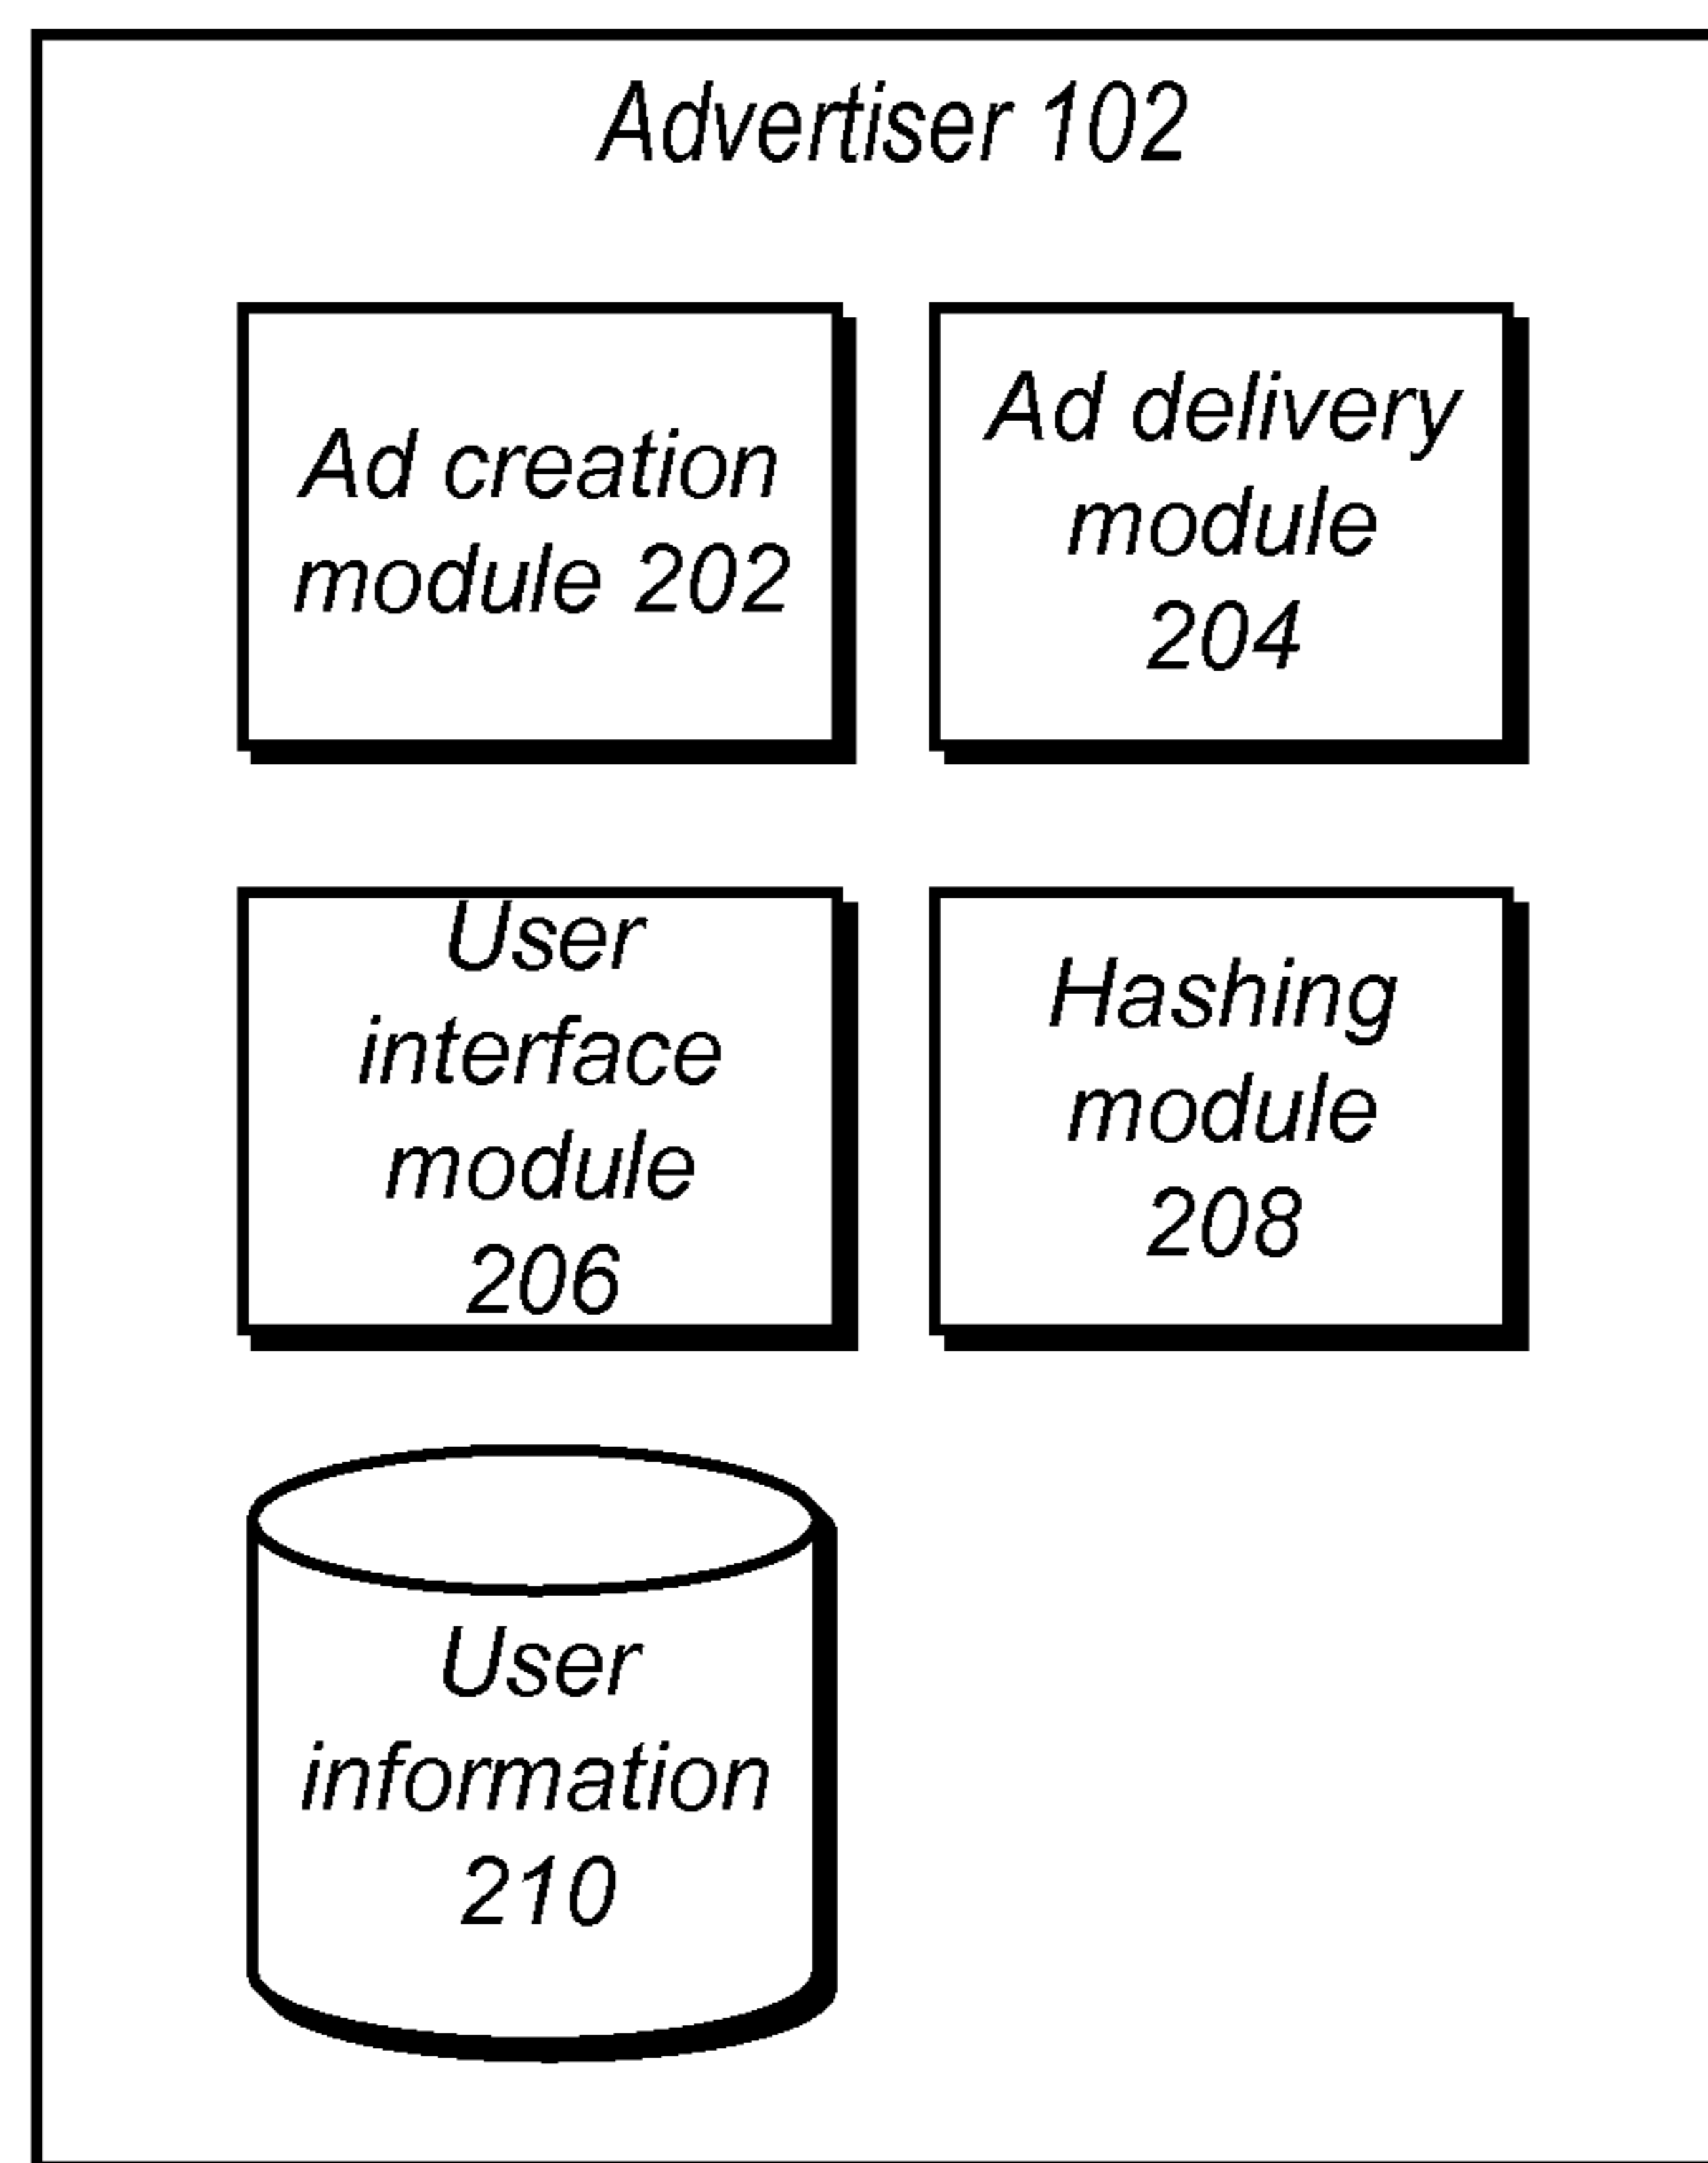 Advertiser 102
Ad creation
module 202
Ad delivery
module
204
User
interface
module
206
Hashing
module
208
User
information
210